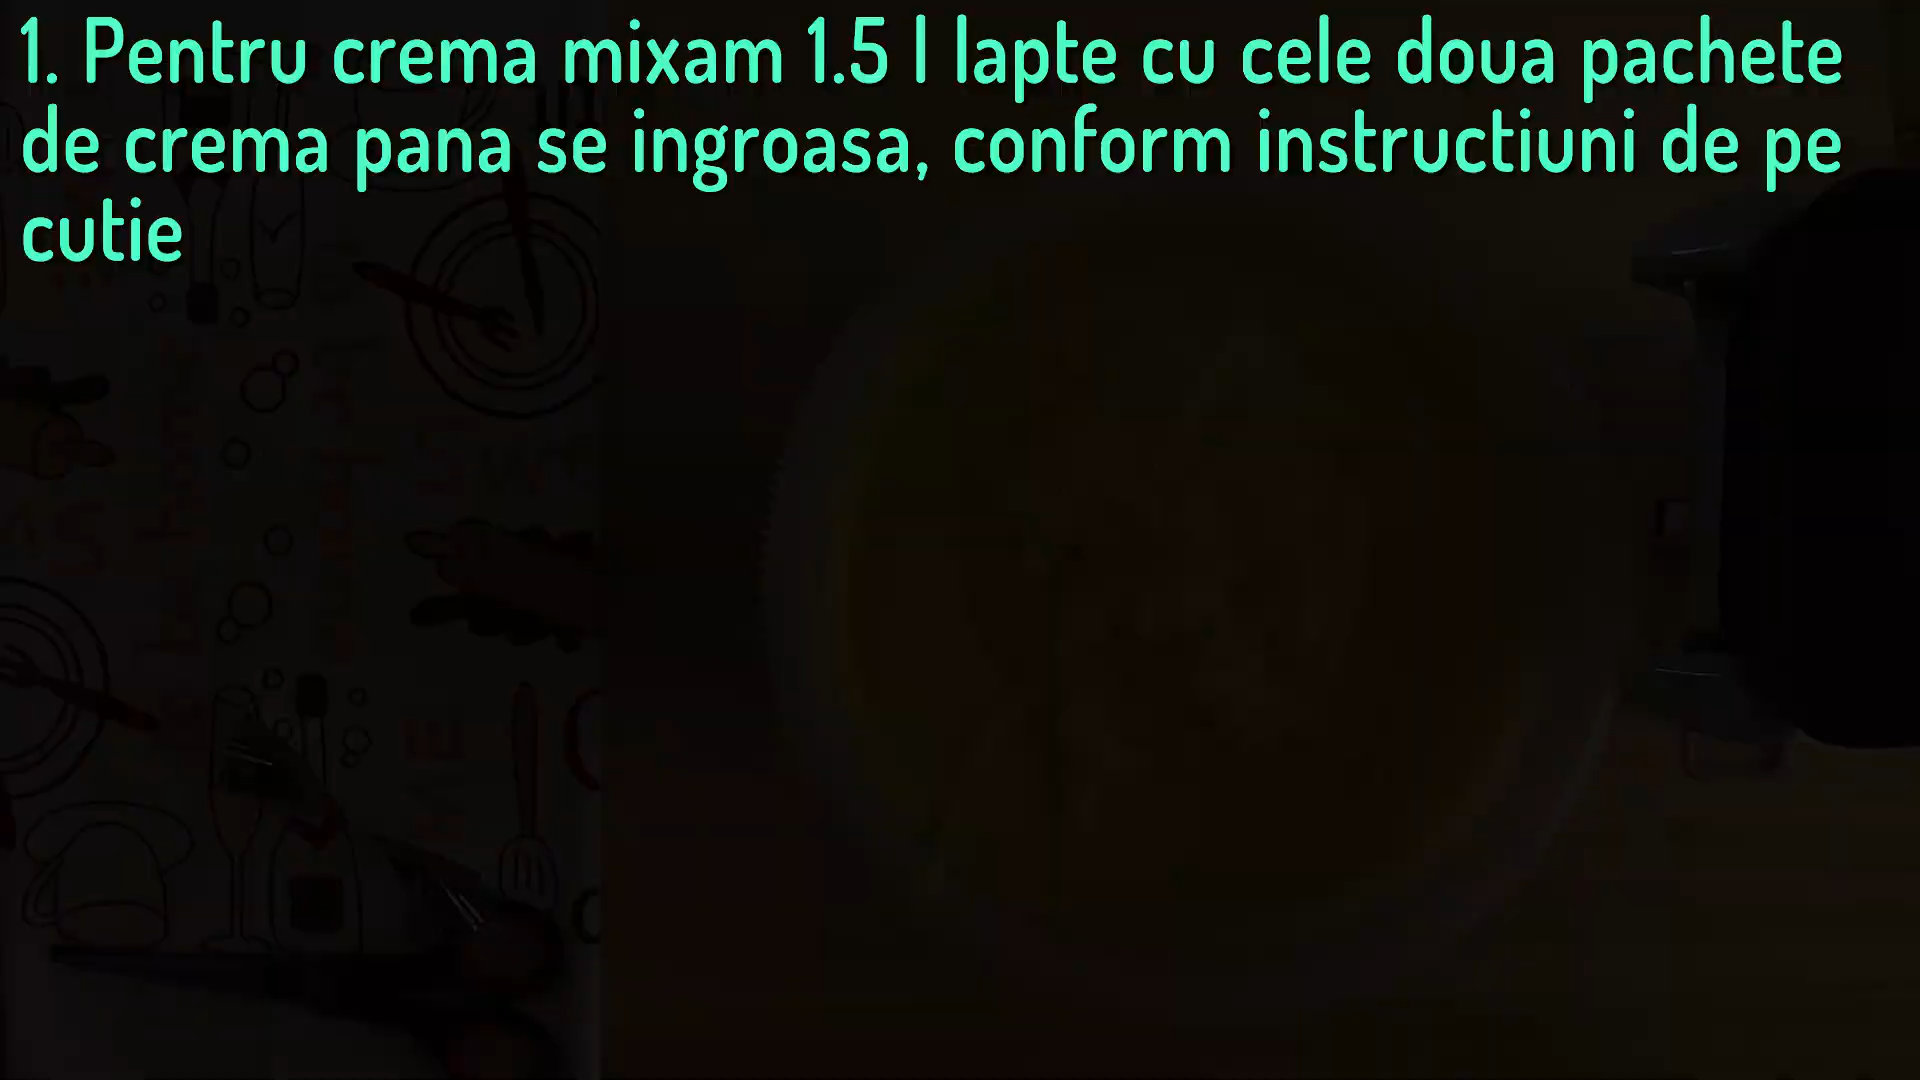 1. Pentru crema mixam 1.5 l lapte cu cele doua pachete
de crema pana se ingroasa, conform instructiuni de pe
cutie